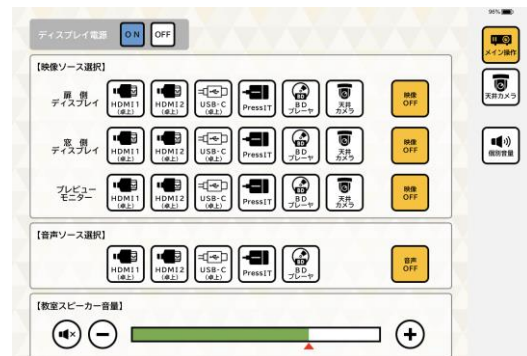 98%
ディスプレイ電源 ON OFF
メイン操作
【映像ソース選択】
扉 側
ディスプレイ
HDMI1
(卓上)
HDMI2
(卓上)
USB-C
(卓上)
PressIT
BD
プレーヤ
天井
カメラ
映像
OFF
天井カメラ
窓 側
ディスプレイ
HDMI1
(卓上)
HDMI2
(卓上)
USB-C
(卓上)
PressIT
BD
プレーヤ
天井
カメラ
映像
OFF
個別音量
プレビュー
モニター
HDMI1
(卓上)
HDMI2
(卓上)
USB-C
(卓上)
PressIT
BD
プレーヤ
天井
カメラ
映像
OFF
【音声ソース選択】
HDMI1
(卓上)
HDMI2
(卓上)
USB-C
(卓上)
PressIT
BD
プレーヤ
音声
OFF
【教室スピーカー音量】